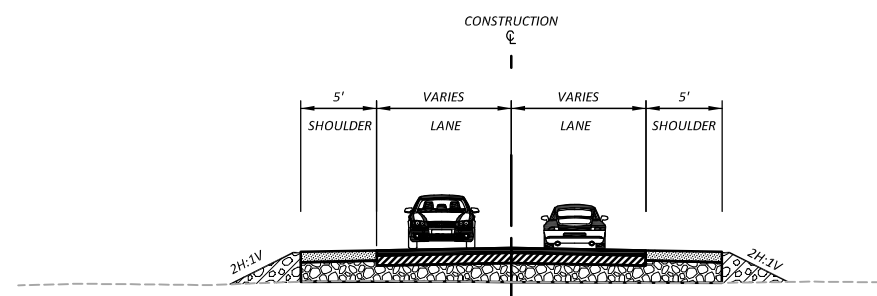 CONSTRUCTION
℄
5' VARIES VARIES 5'
SHOULDER LANE LANE SHOULDER
2H:1V 2H:1V